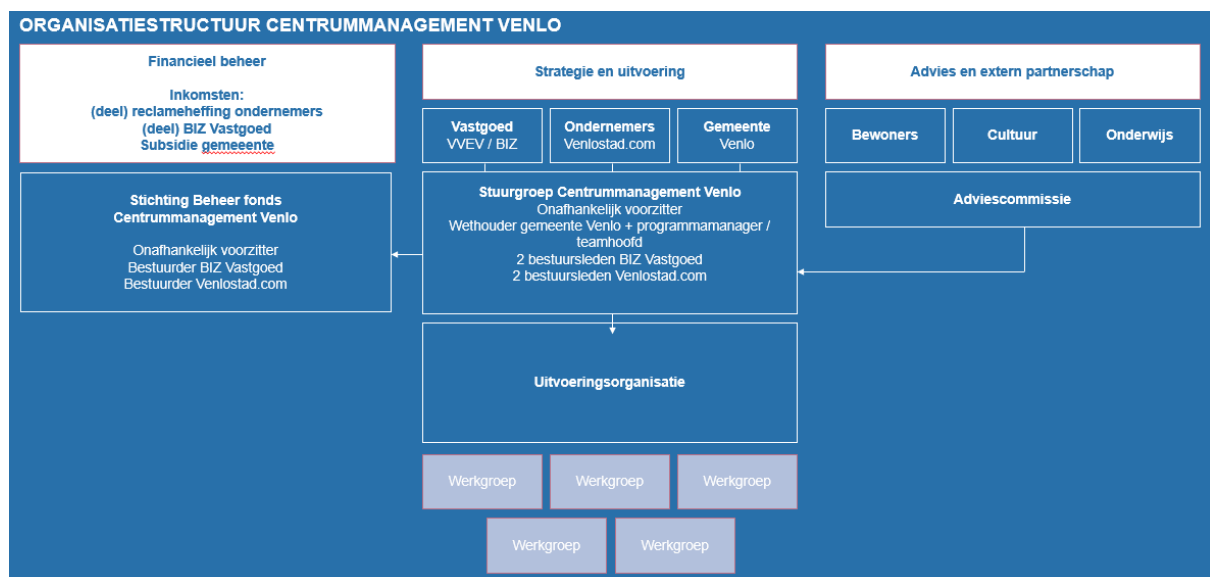 ORGANISATIESTRUCTUUR CENTRUMMANAGEMENT VENLO
Financieel beheer
Inkomsten:
(deel) reclameheffing ondernemers
(deel) BIZ Vastgoed
Subsidie gemeeente
Stichting Beheer fonds
Centrummanagement Venlo
Onafhankelijk voorzitter
Bestuurder BIZ Vastgoed
Bestuurder Venlostad.com
Strategie en uitvoering
Vastgoed
VVEV / BIZ
Ondernemers
Venlostad.com
Gemeente
Venlo
Stuurgroep Centrummanagement Venlo
Onafhankelijk voorzitter
Wethouder gemeente Venlo + programmamanager /
teamhoofd
2 bestuursleden BIZ Vastgoed
2 bestuursleden Venlostad.com
Uitvoeringsorganisatie
Werkgroep
Werkgroep
Werkgroep
Werkgroep
Werkgroep
Advies en extern partnerschap
Bewoners
Cultuur
Onderwijs
Adviescommissie